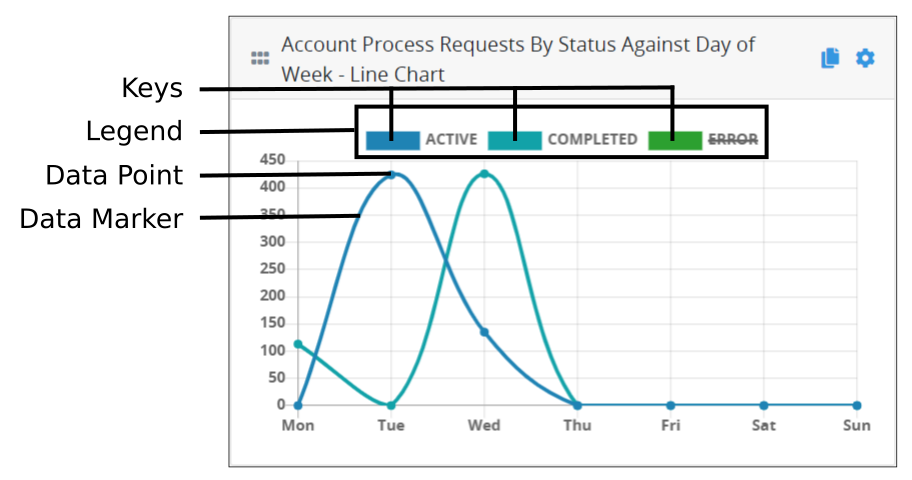 Account Process Requests By Status Against Day of
Week - Line Chart
Keys
Legend
Data Point
Data Marker
ACTIVE COMPLETED ERROR
450
400
350
300
250
200
150
100
50
0
Mon Tue Wed Thu Fri Sat Sun